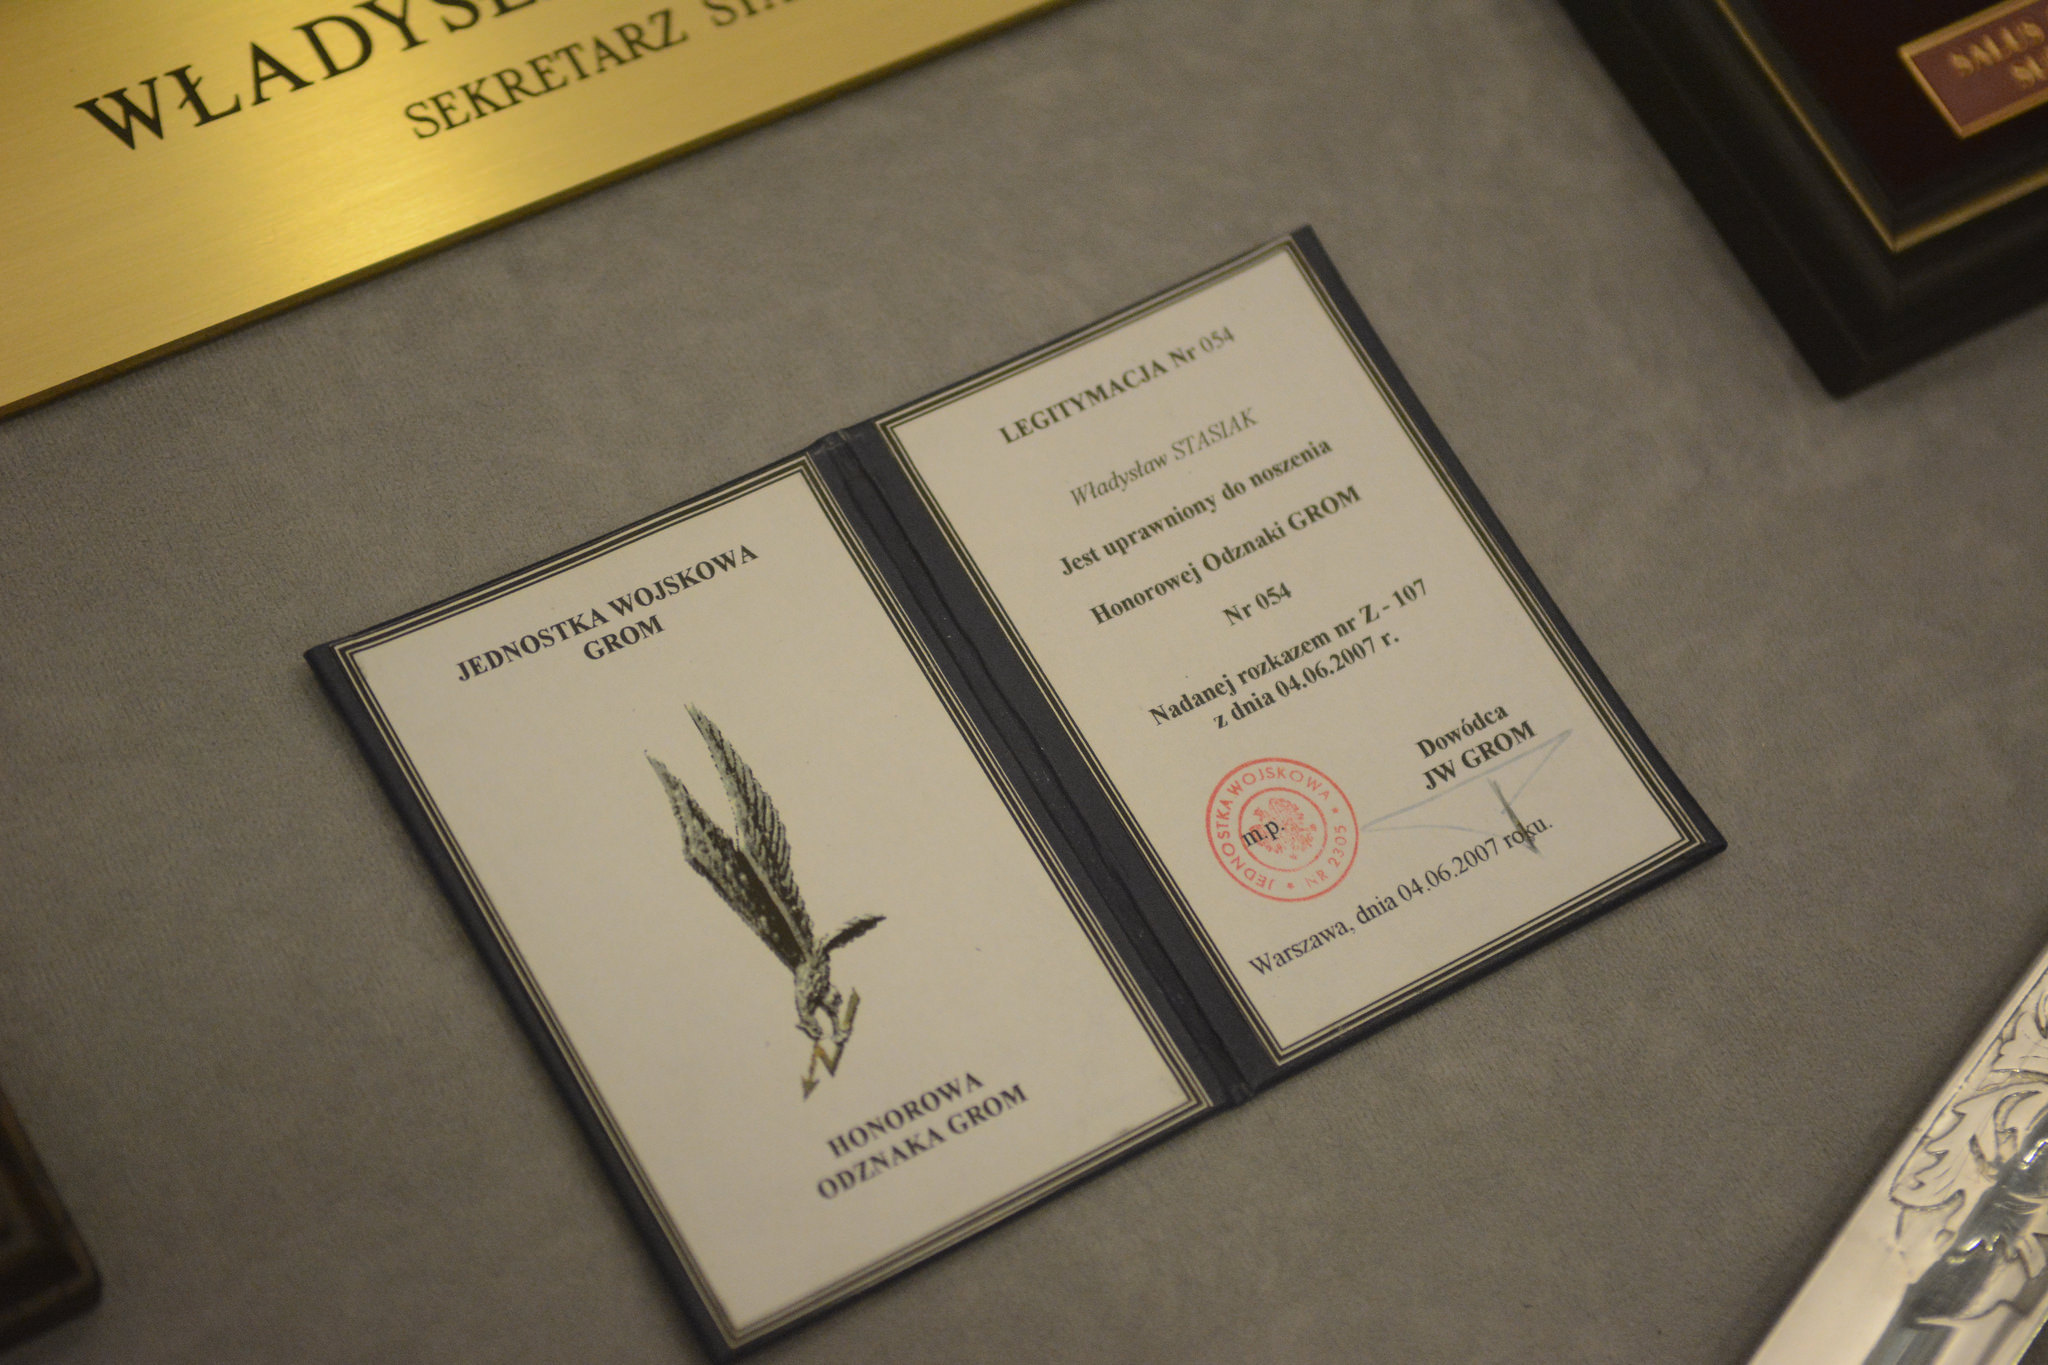 SEKRETARZ
SALUS
JEDNOSTKA WOJSKOWA
GROM
HONOROWA
ODZNAKA GROM
LEGITYMACJA Nr 054
Władysław STASIAK
Jest uprawniony do noszenia
Honorowej Odznaki GROM
Nr 054
Nadanej rozkazem nr Z - 107
z dnia 04.06.2007 r.
Dowódca
JW GROM
JEDNOSTKA WOJSKOWA * NR 2305 *
m.p.
Warszawa, dnia 04.06.2007 roku.